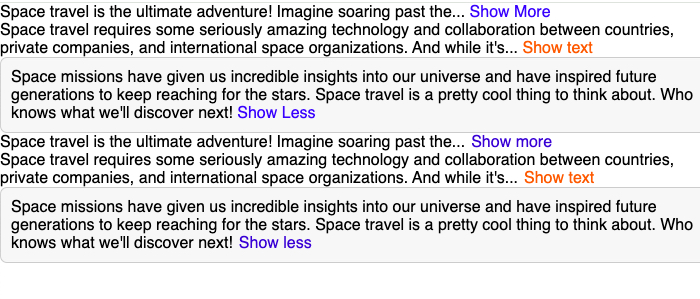 Space travel is the ultimate adventure! Imagine soaring past the... Show More
Space travel requires some seriously amazing technology and collaboration between countries,
private companies, and international space organizations. And while it's... Show text
Space missions have given us incredible insights into our universe and have inspired future
generations to keep reaching for the stars. Space travel is a pretty cool thing to think about. Who
knows what we'll discover next! Show Less
Space travel is the ultimate adventure! Imagine soaring past the... Show more
Space travel requires some seriously amazing technology and collaboration between countries,
private companies, and international space organizations. And while it's... Show text
Space missions have given us incredible insights into our universe and have inspired future
generations to keep reaching for the stars. Space travel is a pretty cool thing to think about. Who
knows what we'll discover next! Show less